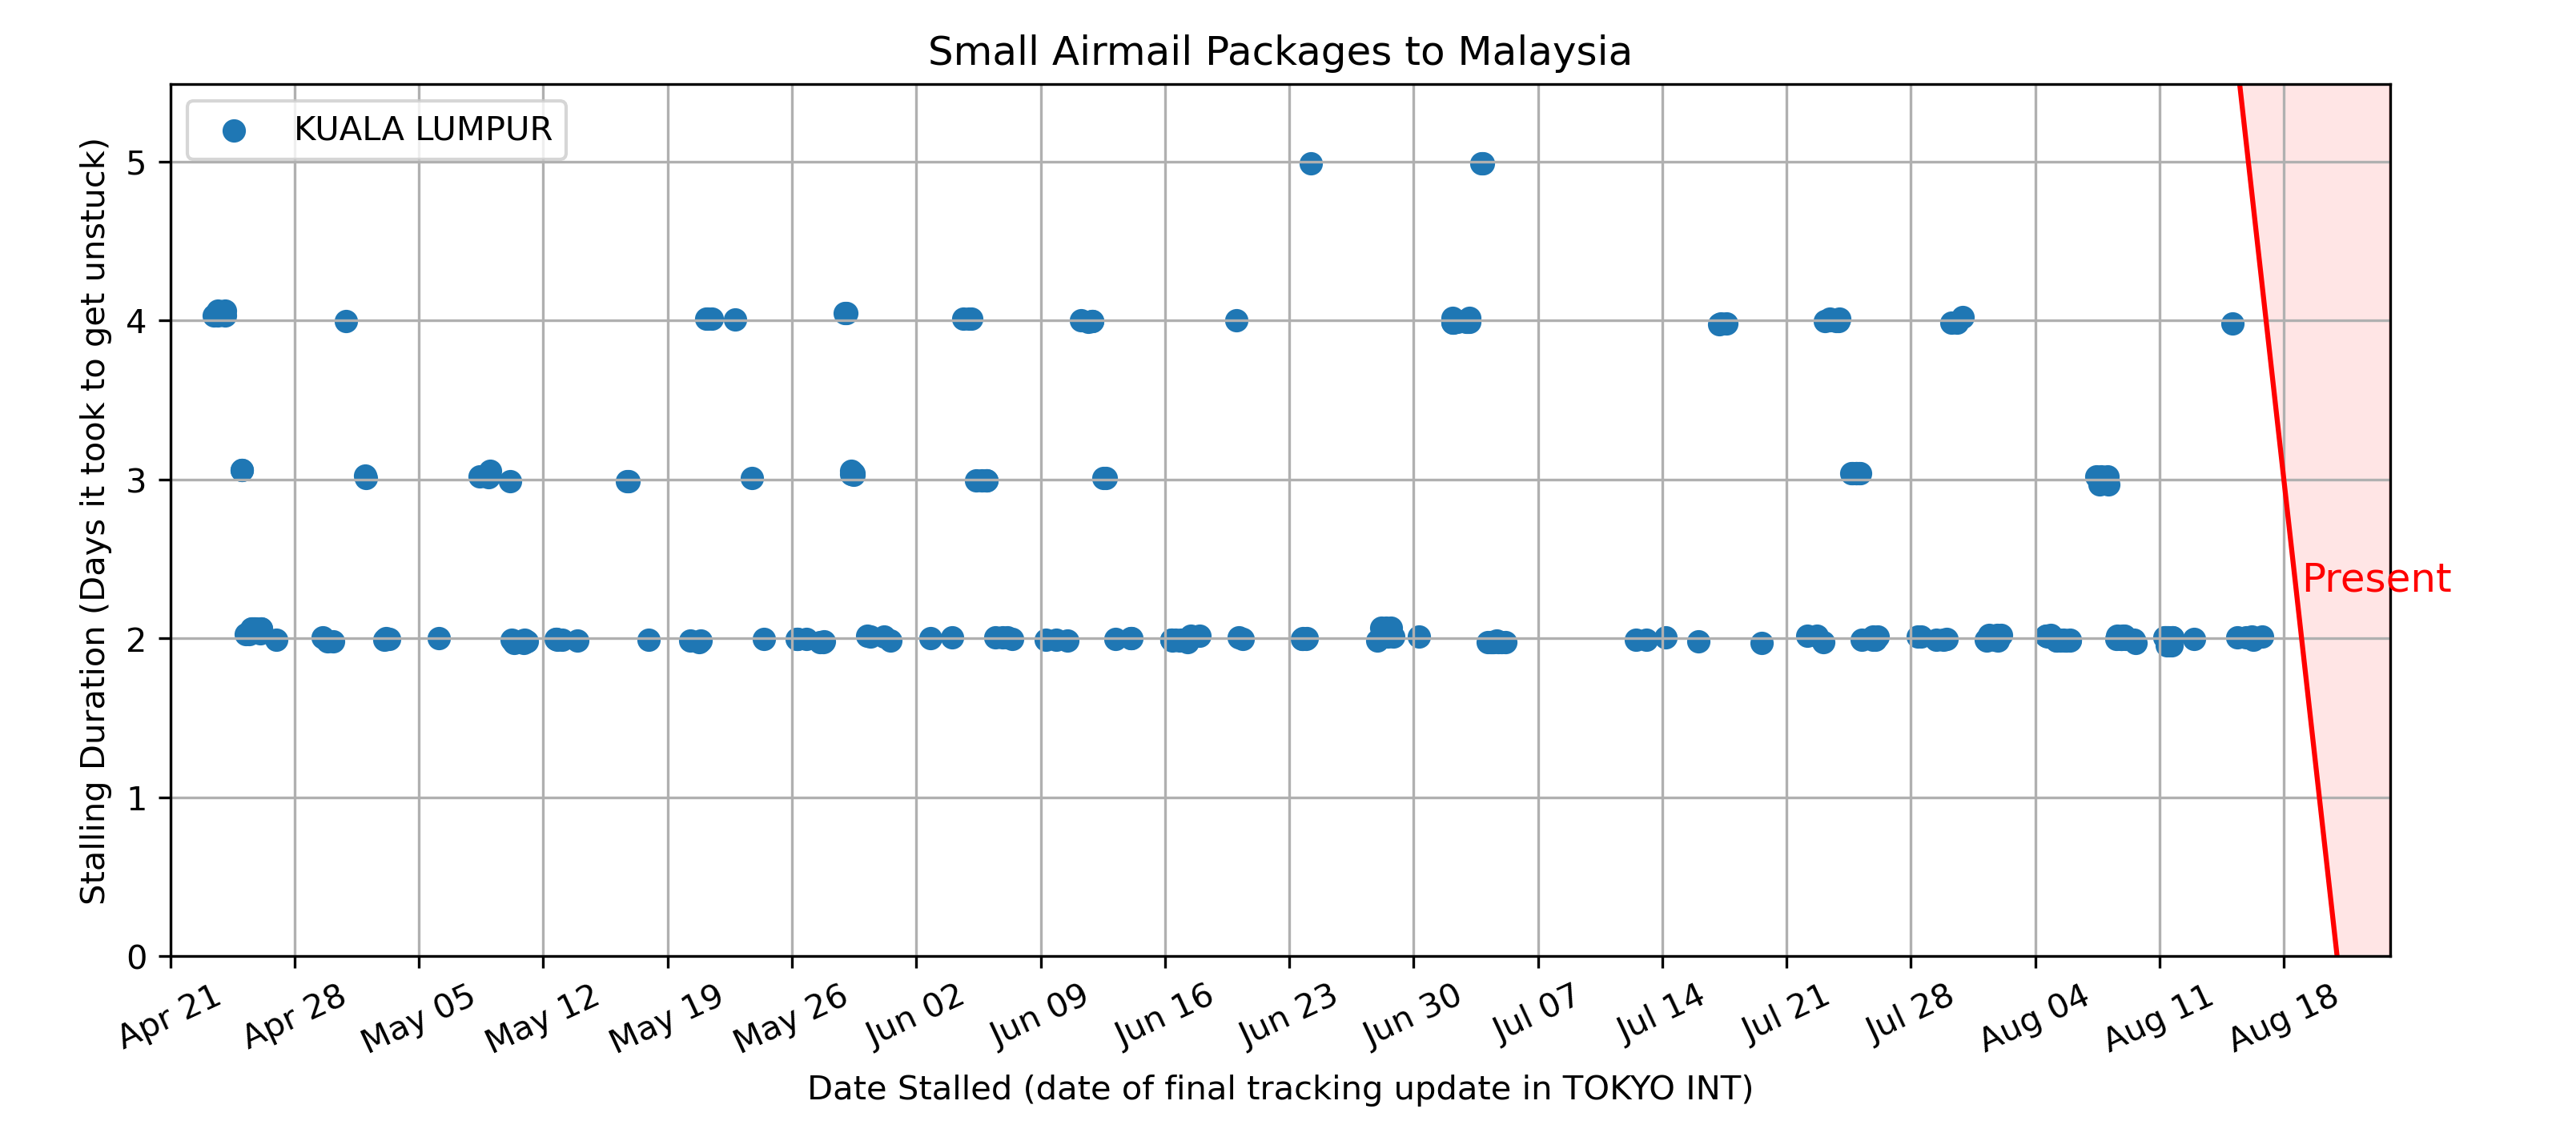 Small Airmail Packages to Malaysia
KUALA LUMPUR
Stalling Duration (Days it took to get unstuck)
5
4
3
2
1
0
Present
Apr 21
Apr 28
May 05
May 12
May 19
May 26
Jun 02
Jun 09
Jun 16
Jun 23
Jun 30
Jul 07
Jul 14
Jul 21
Jul 28
Aug 04
Aug 11
Aug 18
Date Stalled (date of final tracking update in TOKYO INT)